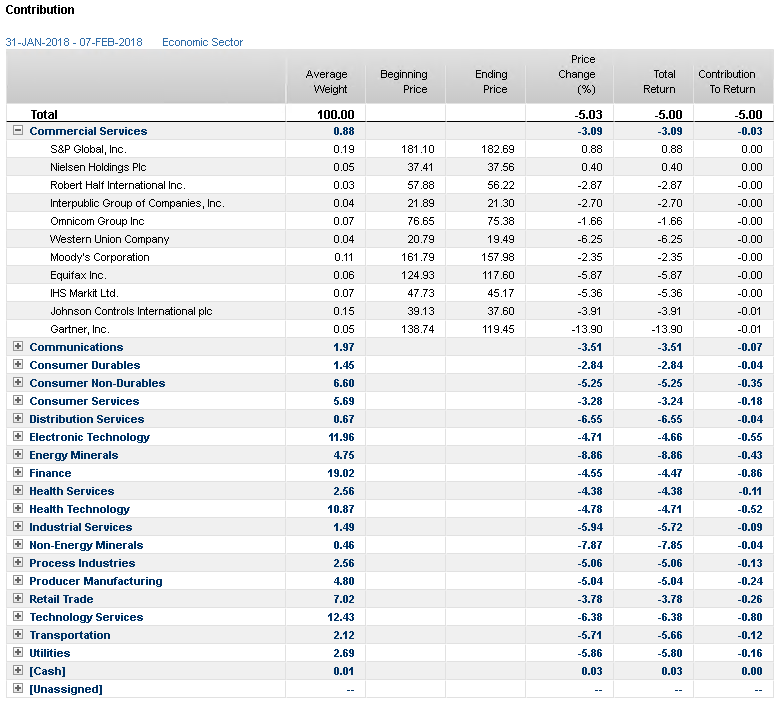 Contribution
31-JAN-2018 - 07-FEB-2018 Economic Sector
Average Weight Beginning Price Ending Price Price Change (%) Total Return Contribution To Return
Total 100.00 -5.03 -5.00 -5.00
Commercial Services 0.88 -3.09 -3.09 -0.03
S&P Global, Inc. 0.19 181.10 182.69 0.88 0.88 0.00
Nielsen Holdings Plc 0.05 37.41 37.56 0.40 0.40 0.00
Robert Half International Inc. 0.03 57.88 56.22 -2.87 -2.87 -0.00
Interpublic Group of Companies, Inc. 0.04 21.89 21.30 -2.70 -2.70 -0.00
Omnicom Group Inc 0.07 76.65 75.38 -1.66 -1.66 -0.00
Western Union Company 0.04 20.79 19.49 -6.25 -6.25 -0.00
Moody's Corporation 0.11 161.79 157.98 -2.35 -2.35 -0.00
Equifax Inc. 0.06 124.93 117.60 -5.87 -5.87 -0.00
IHS Markit Ltd. 0.07 47.73 45.17 -5.36 -5.36 -0.00
Johnson Controls International plc 0.15 39.13 37.60 -3.91 -3.91 -0.01
Gartner, Inc. 0.05 138.74 119.45 -13.90 -13.90 -0.01
Communications 1.97 -3.51 -3.51 -0.07
Consumer Durables 1.45 -2.84 -2.84 -0.04
Consumer Non-Durables 6.60 -5.25 -5.25 -0.35
Consumer Services 5.69 -3.28 -3.24 -0.18
Distribution Services 0.67 -6.55 -6.55 -0.04
Electronic Technology 11.96 -4.71 -4.66 -0.55
Energy Minerals 4.75 -8.86 -8.86 -0.43
Finance 19.02 -4.55 -4.47 -0.86
Health Services 2.56 -4.38 -4.38 -0.11
Health Technology 10.87 -4.78 -4.71 -0.52
Industrial Services 1.49 -5.94 -5.72 -0.09
Non-Energy Minerals 0.46 -7.87 -7.85 -0.04
Process Industries 2.56 -5.06 -5.06 -0.13
Producer Manufacturing 4.80 -5.04 -5.04 -0.24
Retail Trade 7.02 -3.78 -3.78 -0.26
Technology Services 12.43 -6.38 -6.38 -0.80
Transportation 2.12 -5.71 -5.66 -0.12
Utilities 2.69 -5.86 -5.80 -0.16
[Cash] 0.01 0.03 0.03 0.00
[Unassigned] -- -- -- --